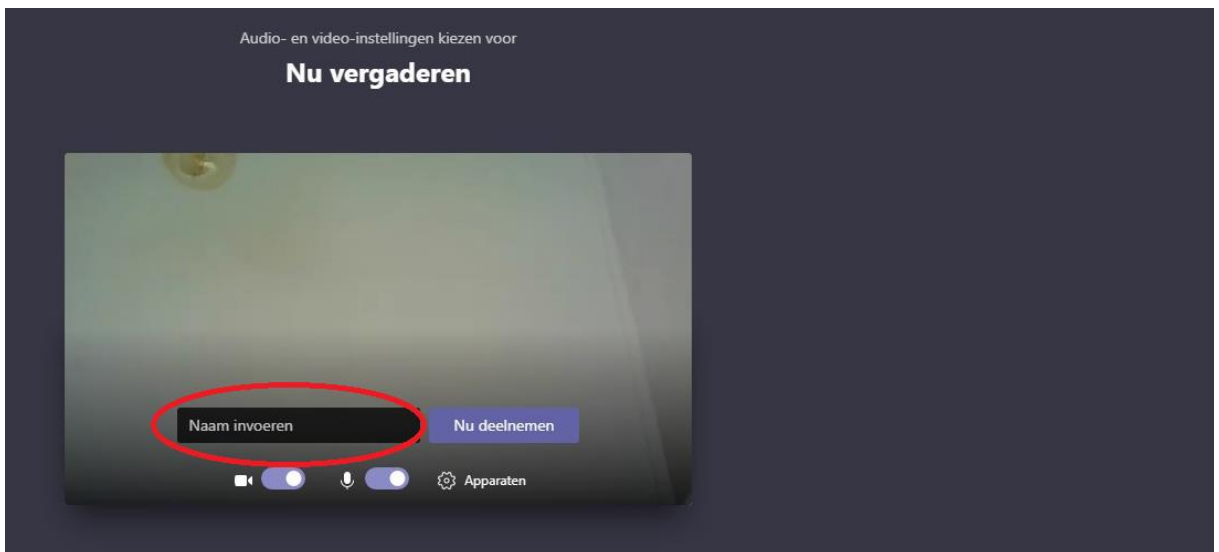 Audio- en video-instellingen kiezen voor
Nu vergaderen
Naam invoeren
Nu deelnemen
Apparaten